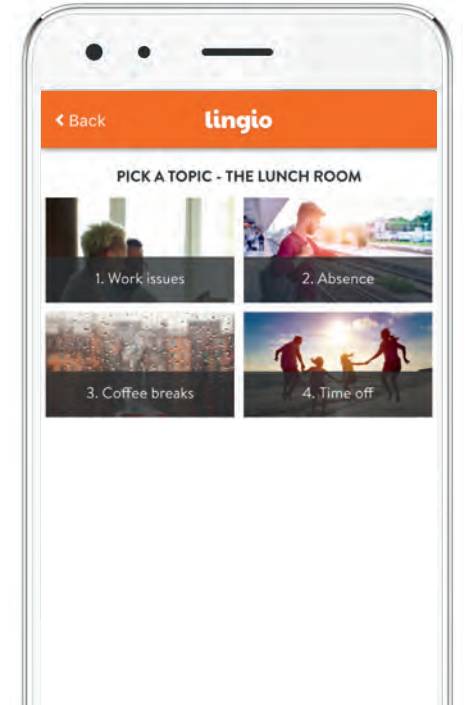 Back
lingio
PICK A TOPIC - THE LUNCH ROOM
1. Work issues
2. Absence
3. Coffee breaks
4. Time off